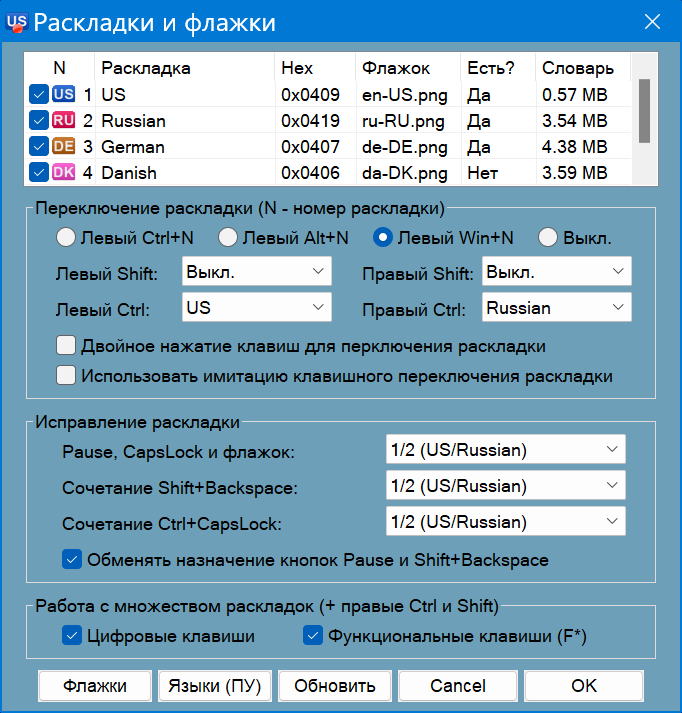 US Раскладки и флажки
N Раскладка Hex Флажок Есть? Словарь
US 1 US 0x0409 en-US.png Да 0.57 MB
RU 2 Russian 0x0419 ru-RU.png Да 3.54 MB
DE 3 German 0x0407 de-DE.png Да 4.38 MB
DK 4 Danish 0x0406 da-DK.png Нет 3.59 MB
Переключение раскладки (N - номер раскладки)
Левый Ctrl+N Левый Alt+N Левый Win+N Выкл.
Левый Shift: Выкл. Правый Shift: Выкл.
Левый Ctrl: US Правый Ctrl: Russian
Двойное нажатие клавиш для перключения раскладки
Использовать имитацию клавишного переключения раскладки
Исправление раскладки
Pause, CapsLock и флажок: 1/2 (US/Russian)
Сочетание Shift+Backspace: 1/2 (US/Russian)
Сочетание Ctrl+CapsLock: 1/2 (US/Russian)
Обменять назначение кнопок Pause и Shift+Backspace
Работа с множеством раскладок (+ правые Ctrl и Shift)
Цифровые клавиши Функциональные клавиши (F*)
Флажки Языки (ПУ) Обновить Cancel OK